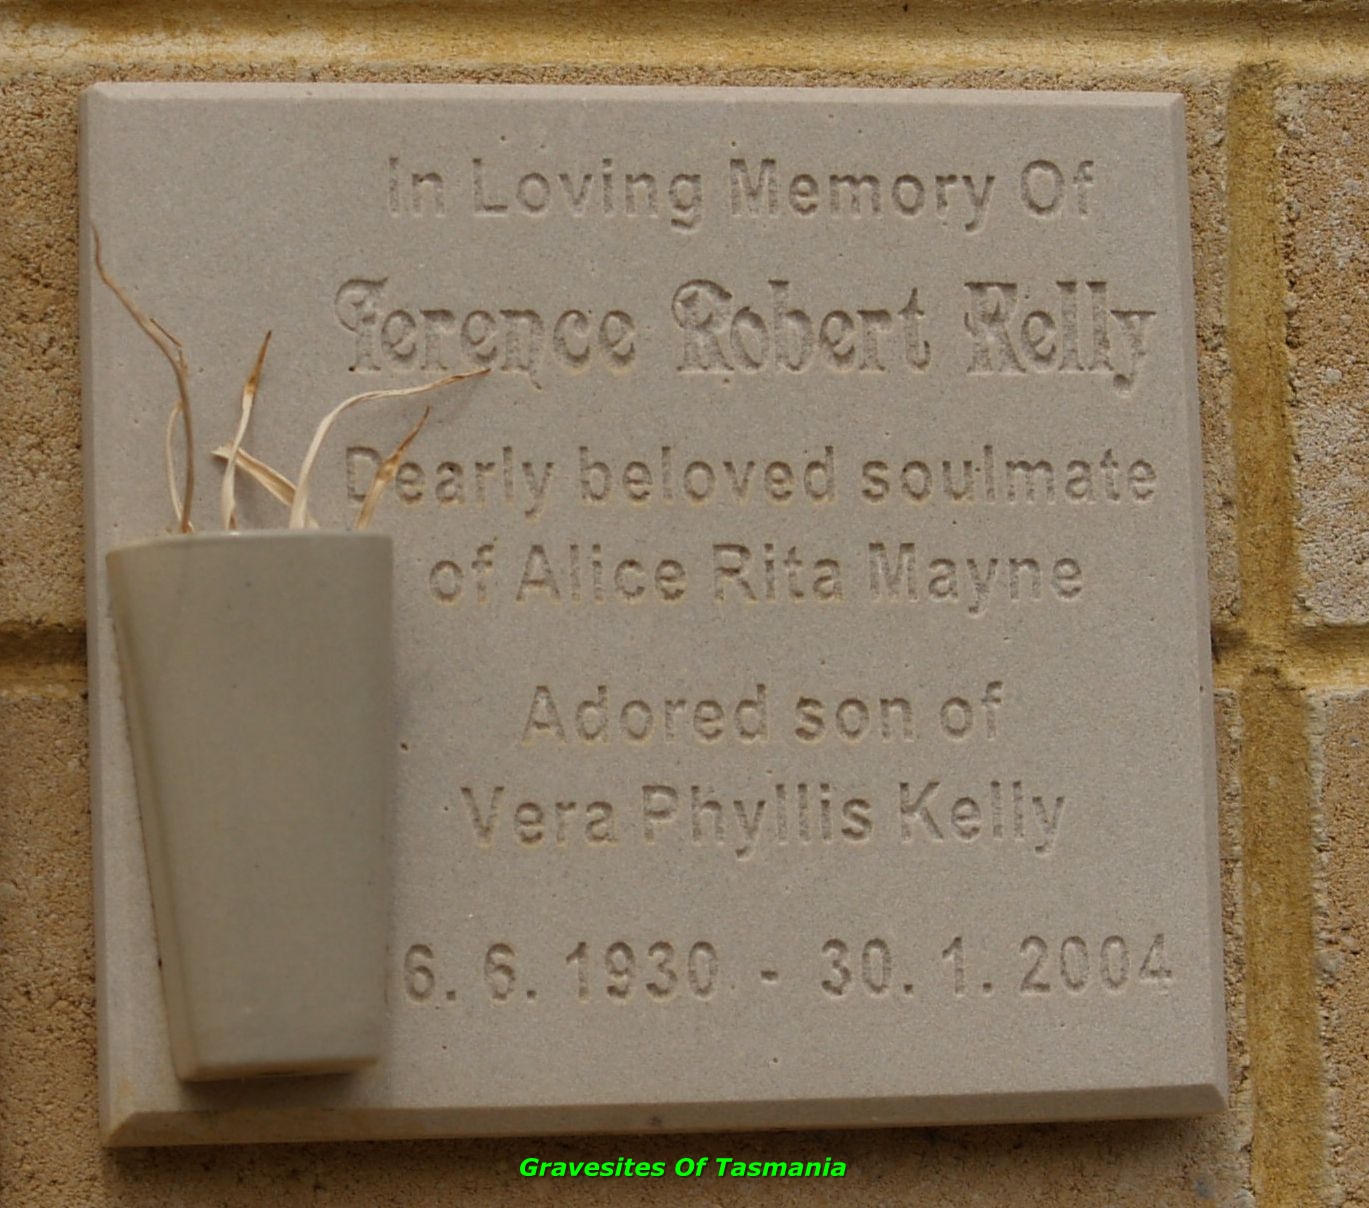 In Loving Memory Of
Terence Robert Kelly
Dearly beloved soulmate
of Alice Rita Mayne
Adored son of
Vera Phyllis Kelly
6. 6. 1930 - 30. 1. 2004
Gravesites Of Tasmania